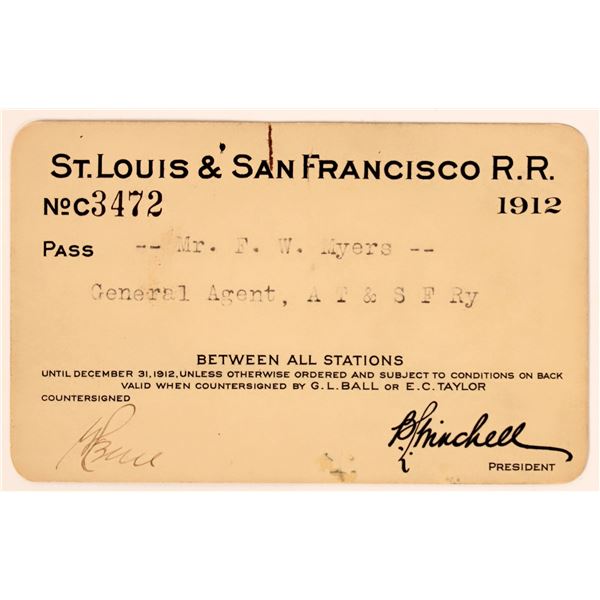 ST. LOUIS & SAN FRANCISCO R.R.
No C3472 1912
PASS -- Mr. F. W. Myers --
General Agent, A T & S F Ry
BETWEEN ALL STATIONS
UNTIL DECEMBER 31, 1912, UNLESS OTHERWISE ORDERED AND SUBJECT TO CONDITIONS ON BACK
VALID WHEN COUNTERSIGNED BY G. L. BALL OR E. C. TAYLOR
COUNTERSIGNED
B L Winchell
PRESIDENT